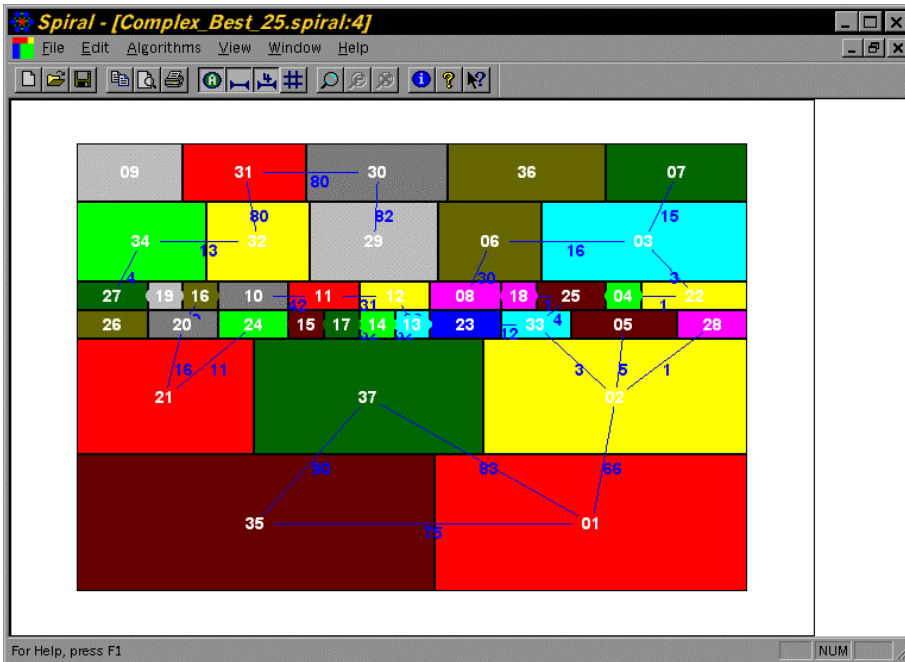 Spiral - [Complex_Best_25.spiral:4]
File Edit Algorithms View Window Help
09 31 30 36 07
80
80 82 15
34 32 29 06 03
13 16
4 30 3
27 19 16 10 11 12 08 18 25 04 22
42 31 1
4
26 20 24 15 17 14 13 23 33 05 28
12
16 11 3 5 1
21 37 02
90 83 66
35 01
75
For Help, press F1 NUM